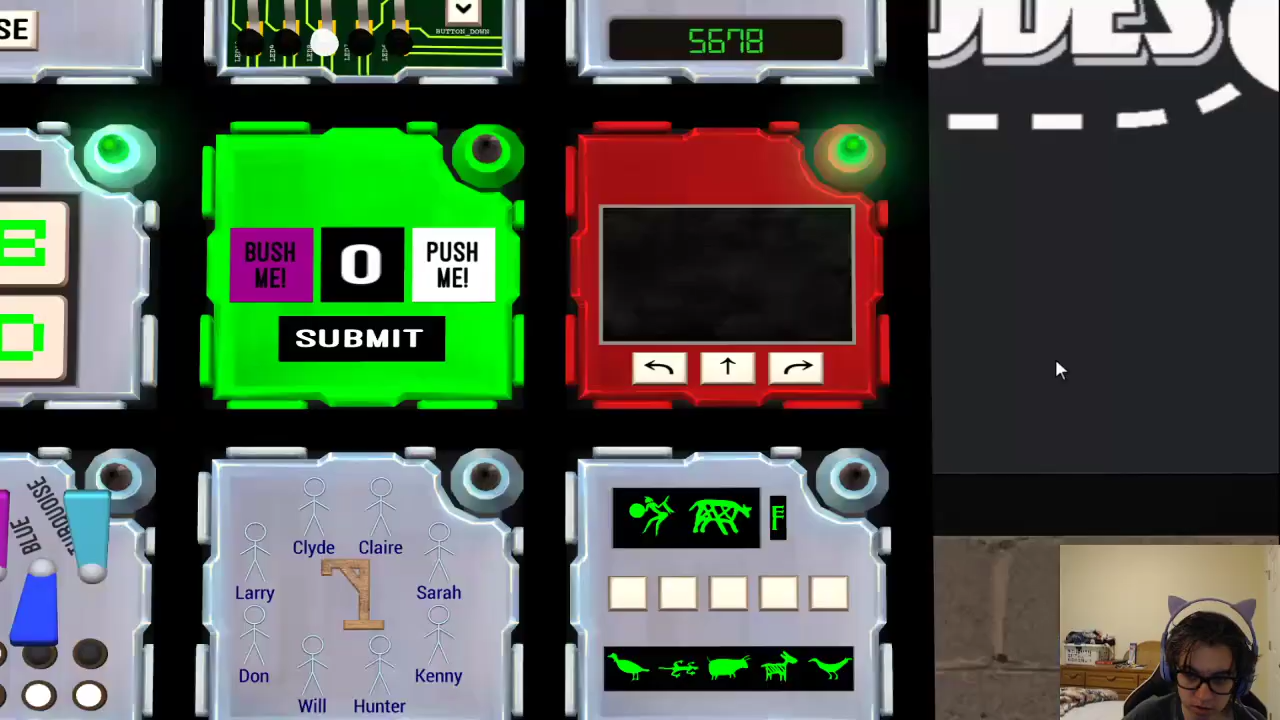 SE
BUTTON_DOWN
5678
B
D
BUSH
ME!
0
PUSH
ME!
SUBMIT
TURQUOISE
BLUE
Clyde
Claire
Larry
Sarah
Don
Kenny
Will
Hunter
F